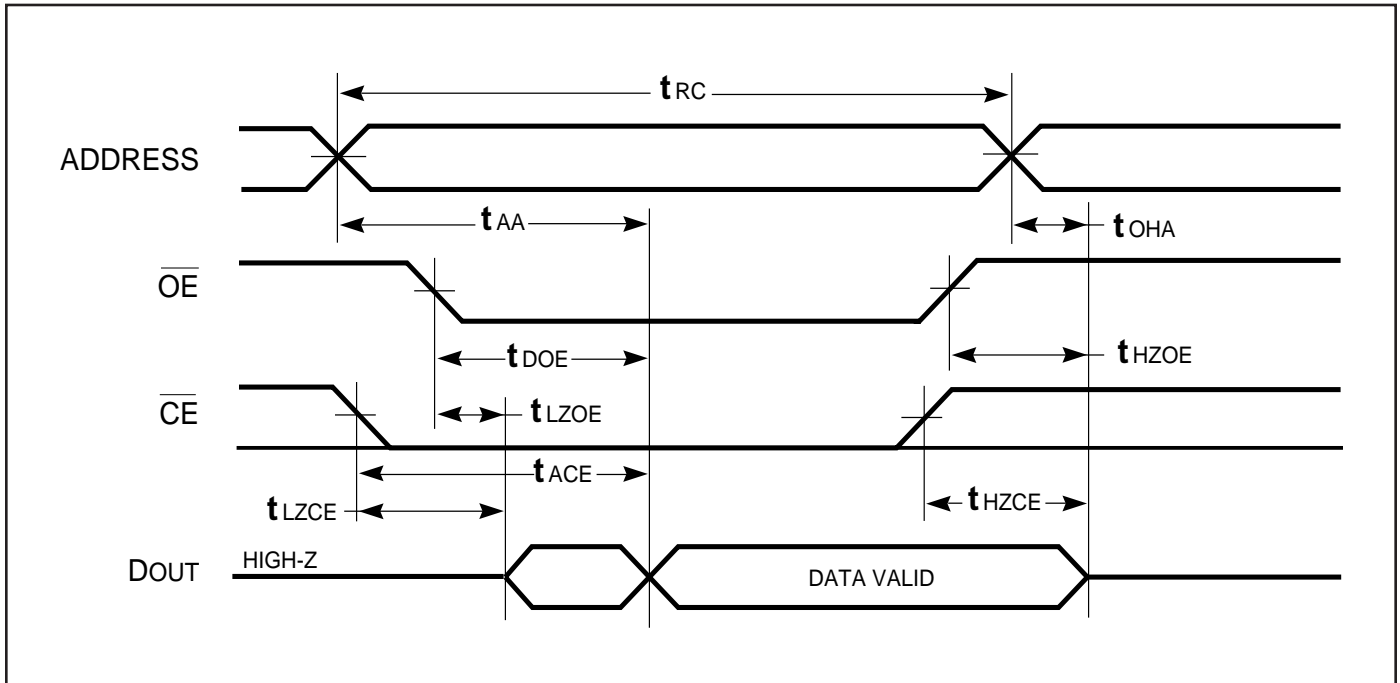 tRC
ADDRESS
tAA
tOHA
OE
tDOE
tHZOE
CE
tLZOE
tACE
tLZCE
tHZCE
DOUT
HIGH-Z
DATA VALID